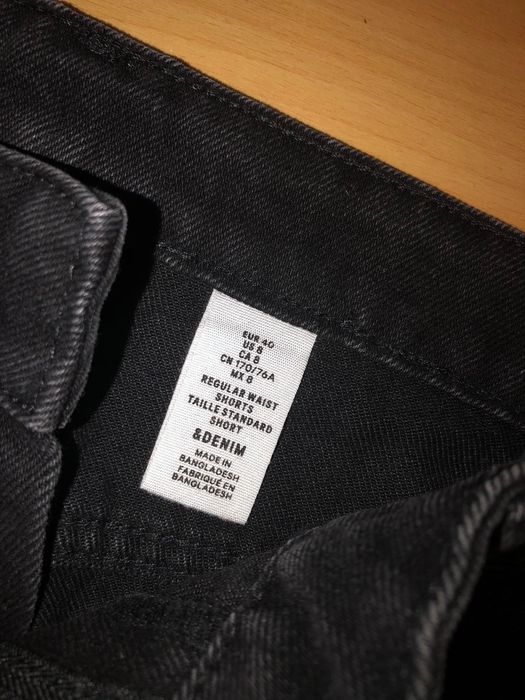 EUR 40
US 8
CA 8
CN 170/76A
MX 8
REGULAR WAIST
SHORTS
TAILLE STANDARD
SHORT
&DENIM
MADE IN
BANGLADESH
FABRIQUÉ EN
BANGLADESH